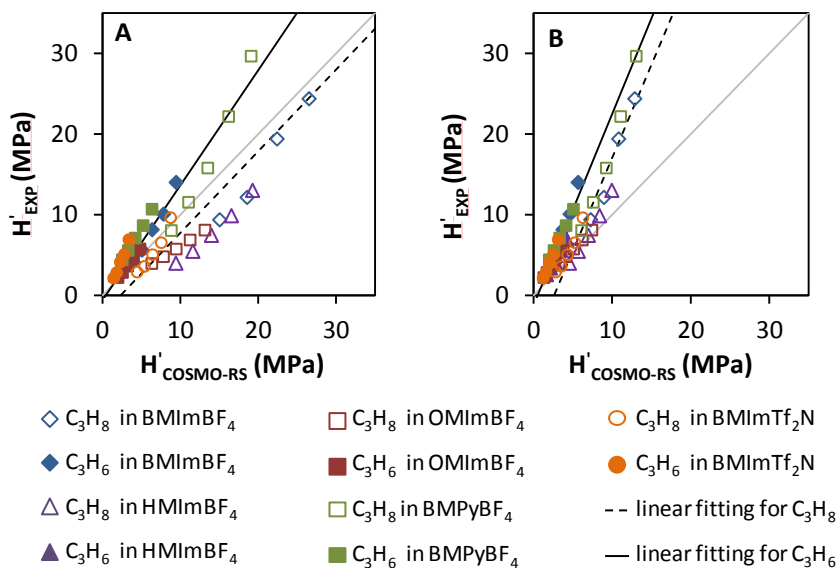 A
B
H'EXP (MPa)
30
20
10
0
0 10 20 30
H'COSMO-RS (MPa)
H'EXP (MPa)
30
20
10
0
0 10 20 30
H'COSMO-RS (MPa)
C₃H₈ in BMImBF₄
C₃H₆ in BMImBF₄
C₃H₈ in HMImBF₄
C₃H₆ in HMImBF₄
C₃H₈ in OMImBF₄
C₃H₆ in OMImBF₄
C₃H₈ in BMPyBF₄
C₃H₆ in BMPyBF₄
C₃H₈ in BMImTf₂N
C₃H₆ in BMImTf₂N
linear fitting for C₃H₈
linear fitting for C₃H₆